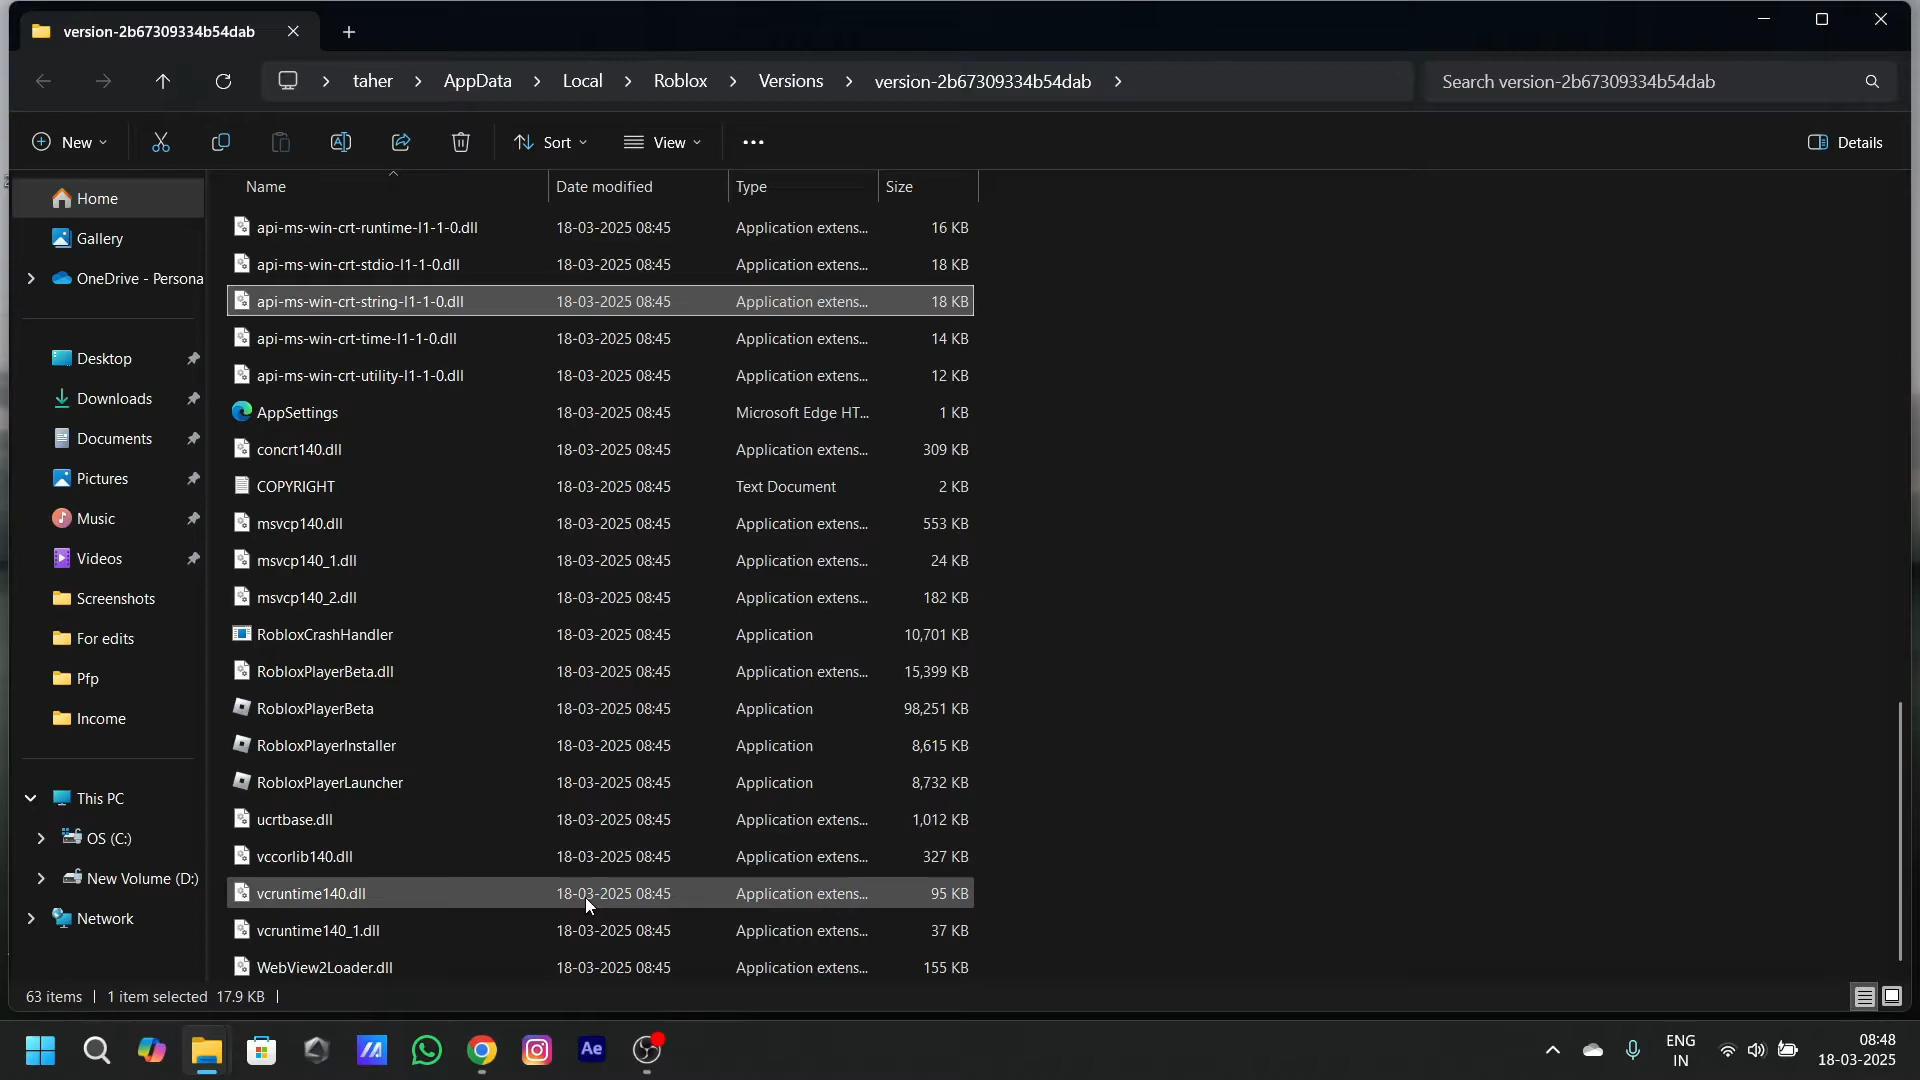 version-2b67309334b54dab
taher > AppData > Local > Roblox > Versions > version-2b67309334b54dab >
Search version-2b67309334b54dab
New
Sort
View
Details
Home
Gallery
OneDrive - Persona
Desktop
Downloads
Documents
Pictures
Music
Videos
Screenshots
For edits
Pfp
Income
This PC
OS (C:)
New Volume (D:)
Network
Name Date modified Type Size
api-ms-win-crt-runtime-l1-1-0.dll 18-03-2025 08:45 Application extens... 16 KB
api-ms-win-crt-stdio-l1-1-0.dll 18-03-2025 08:45 Application extens... 18 KB
api-ms-win-crt-string-l1-1-0.dll 18-03-2025 08:45 Application extens... 18 KB
api-ms-win-crt-time-l1-1-0.dll 18-03-2025 08:45 Application extens... 14 KB
api-ms-win-crt-utility-l1-1-0.dll 18-03-2025 08:45 Application extens... 12 KB
AppSettings 18-03-2025 08:45 Microsoft Edge HT... 1 KB
concrt140.dll 18-03-2025 08:45 Application extens... 309 KB
COPYRIGHT 18-03-2025 08:45 Text Document 2 KB
msvcp140.dll 18-03-2025 08:45 Application extens... 553 KB
msvcp140_1.dll 18-03-2025 08:45 Application extens... 24 KB
msvcp140_2.dll 18-03-2025 08:45 Application extens... 182 KB
RobloxCrashHandler 18-03-2025 08:45 Application 10,701 KB
RobloxPlayerBeta.dll 18-03-2025 08:45 Application extens... 15,399 KB
RobloxPlayerBeta 18-03-2025 08:45 Application 98,251 KB
RobloxPlayerInstaller 18-03-2025 08:45 Application 8,615 KB
RobloxPlayerLauncher 18-03-2025 08:45 Application 8,732 KB
ucrtbase.dll 18-03-2025 08:45 Application extens... 1,012 KB
vccorlib140.dll 18-03-2025 08:45 Application extens... 327 KB
vcruntime140.dll 18-03-2025 08:45 Application extens... 95 KB
vcruntime140_1.dll 18-03-2025 08:45 Application extens... 37 KB
WebView2Loader.dll 18-03-2025 08:45 Application extens... 155 KB
63 items | 1 item selected 17.9 KB |
Ae
ENG
IN
08:48
18-03-2025